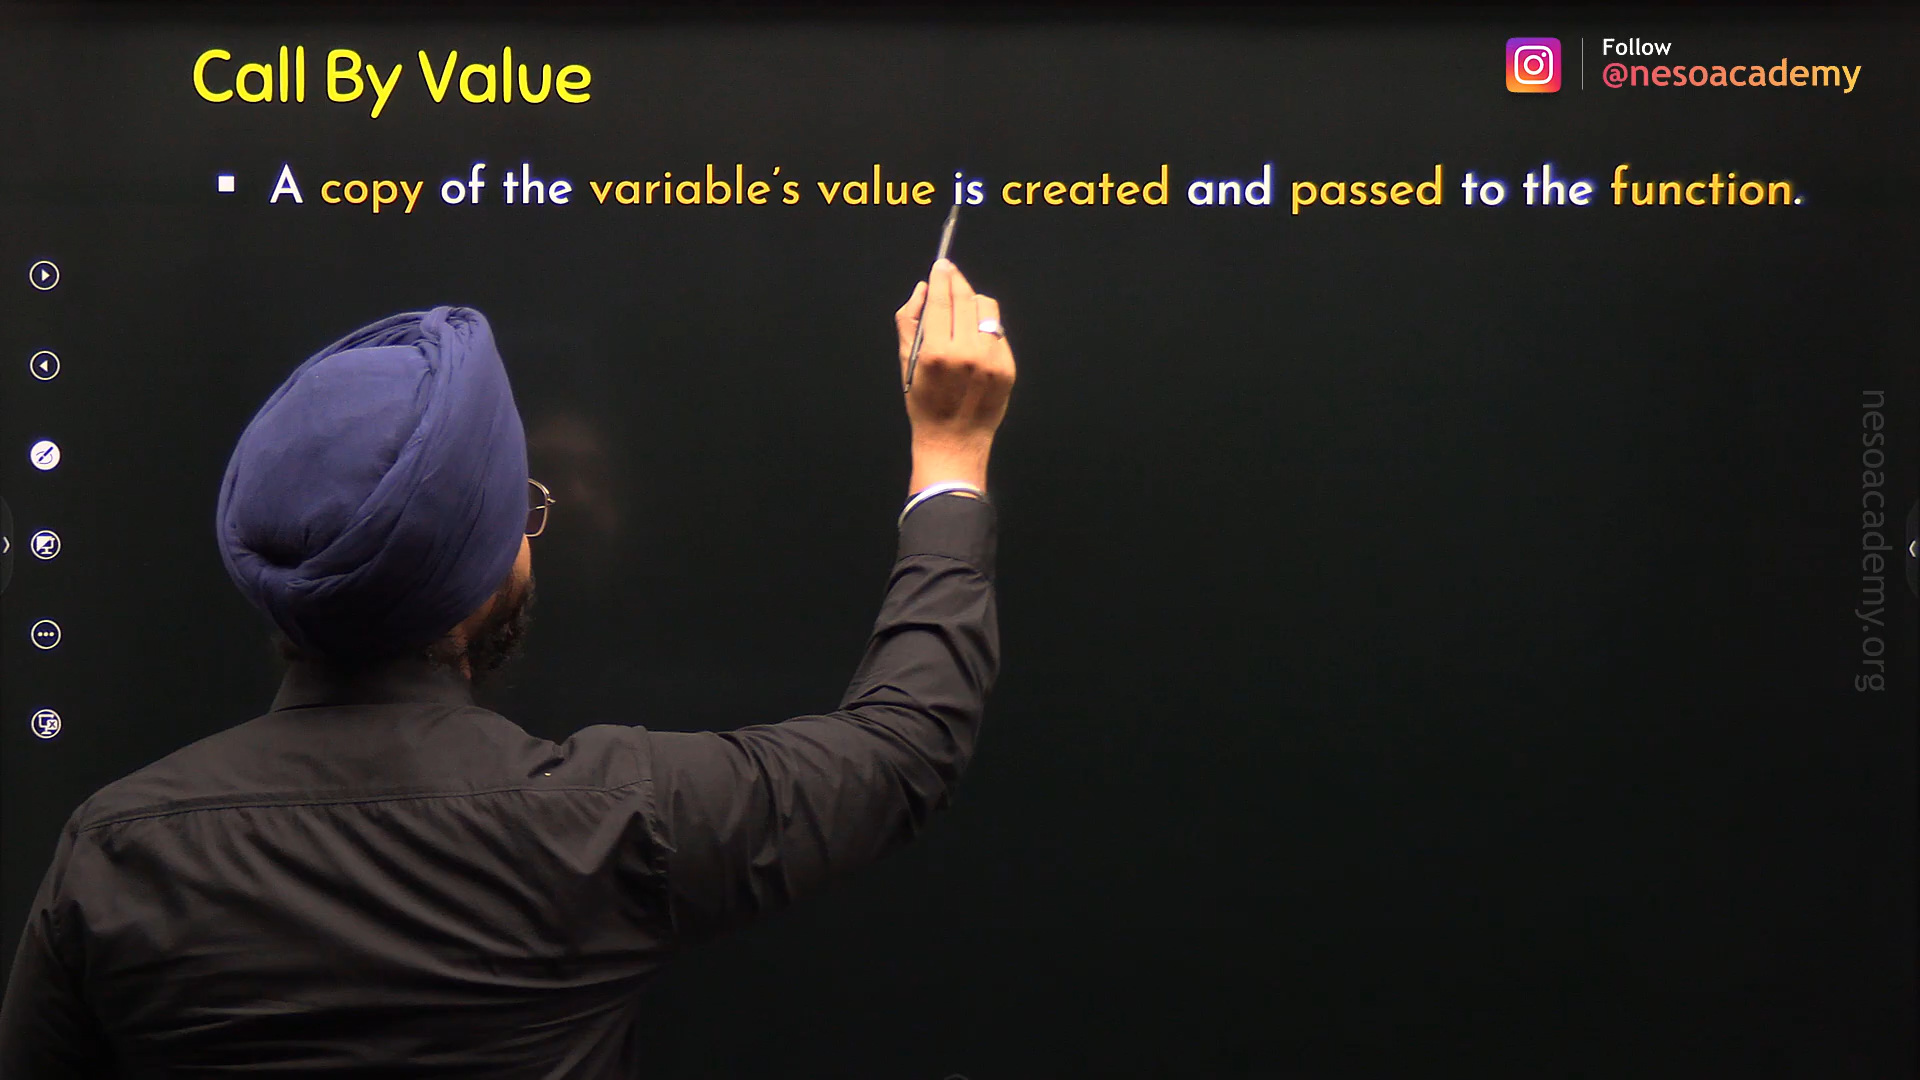 Call By Value
Follow
@nesoacademy
▪ A copy of the variable's value is created and passed to the function.
nesoacademy.org